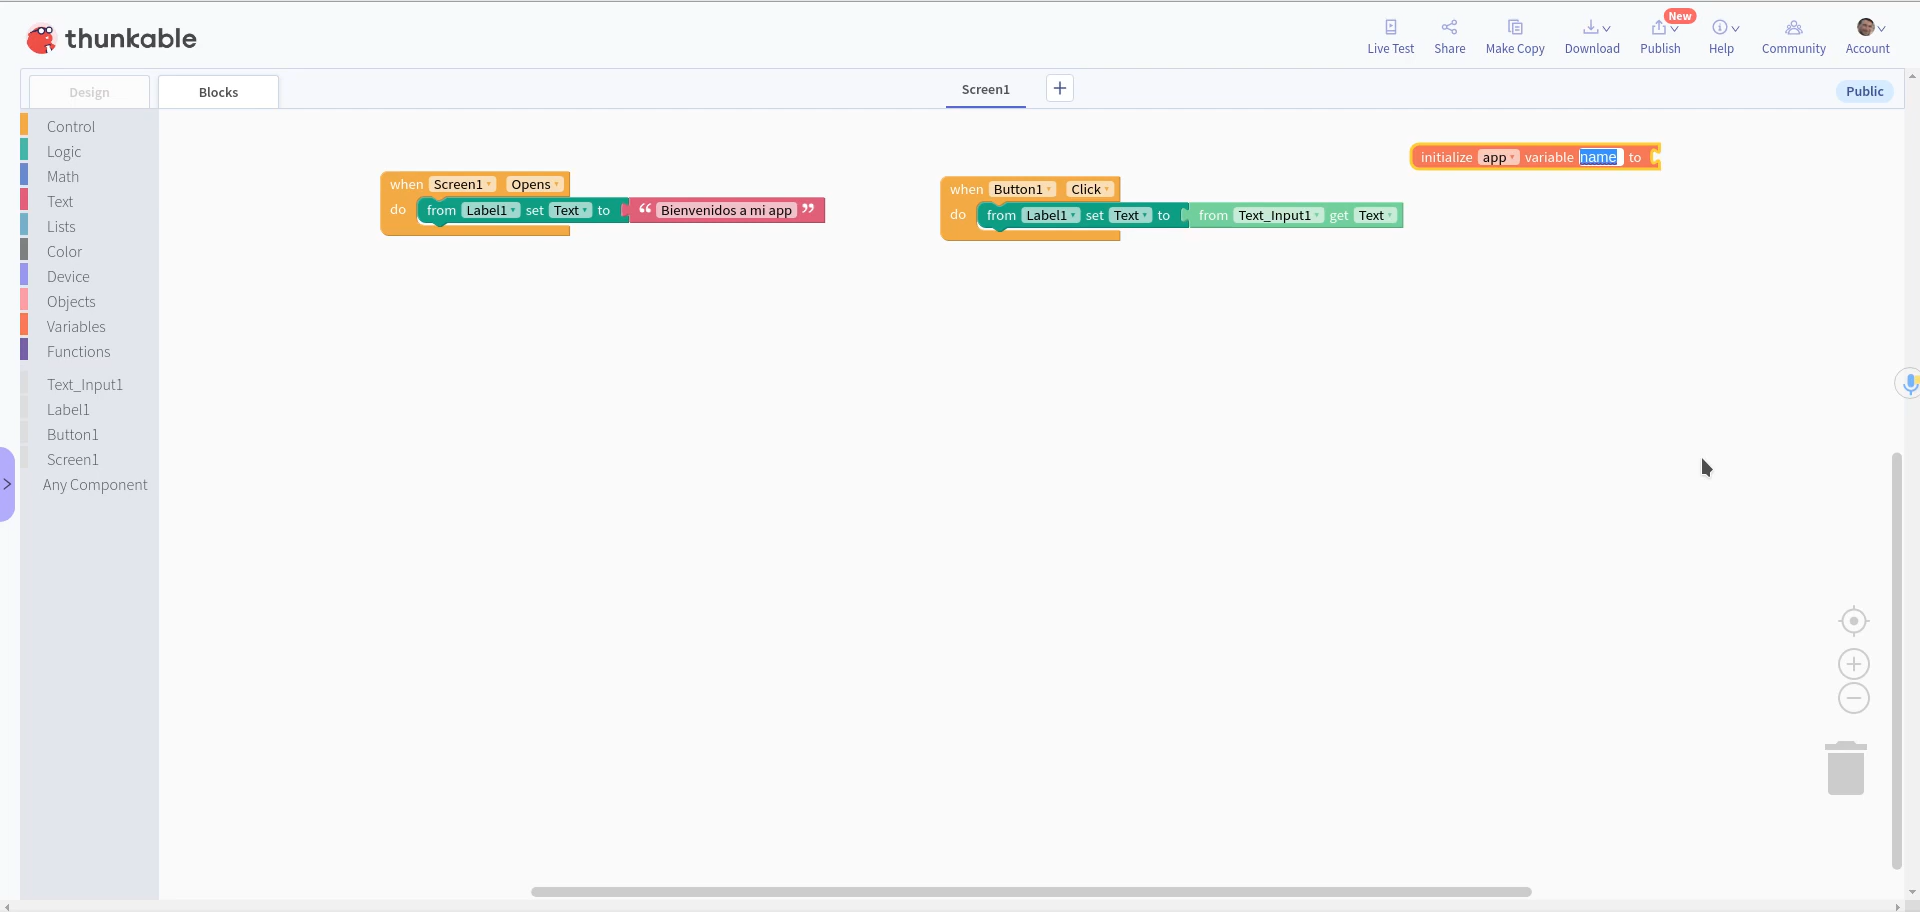 thunkable
Live Test
Share
Make Copy
Download
New
Publish
Help
Community
Account
Design
Blocks
Screen1
+
Public
Control
Logic
Math
Text
Lists
Color
Device
Objects
Variables
Functions
Text_Input1
Label1
Button1
Screen1
Any Component
when Screen1 Opens
do from Label1 set Text to “ Bienvenidos a mi app ”
when Button1 Click
do from Label1 set Text to from Text_Input1 get Text
initialize app variable name to